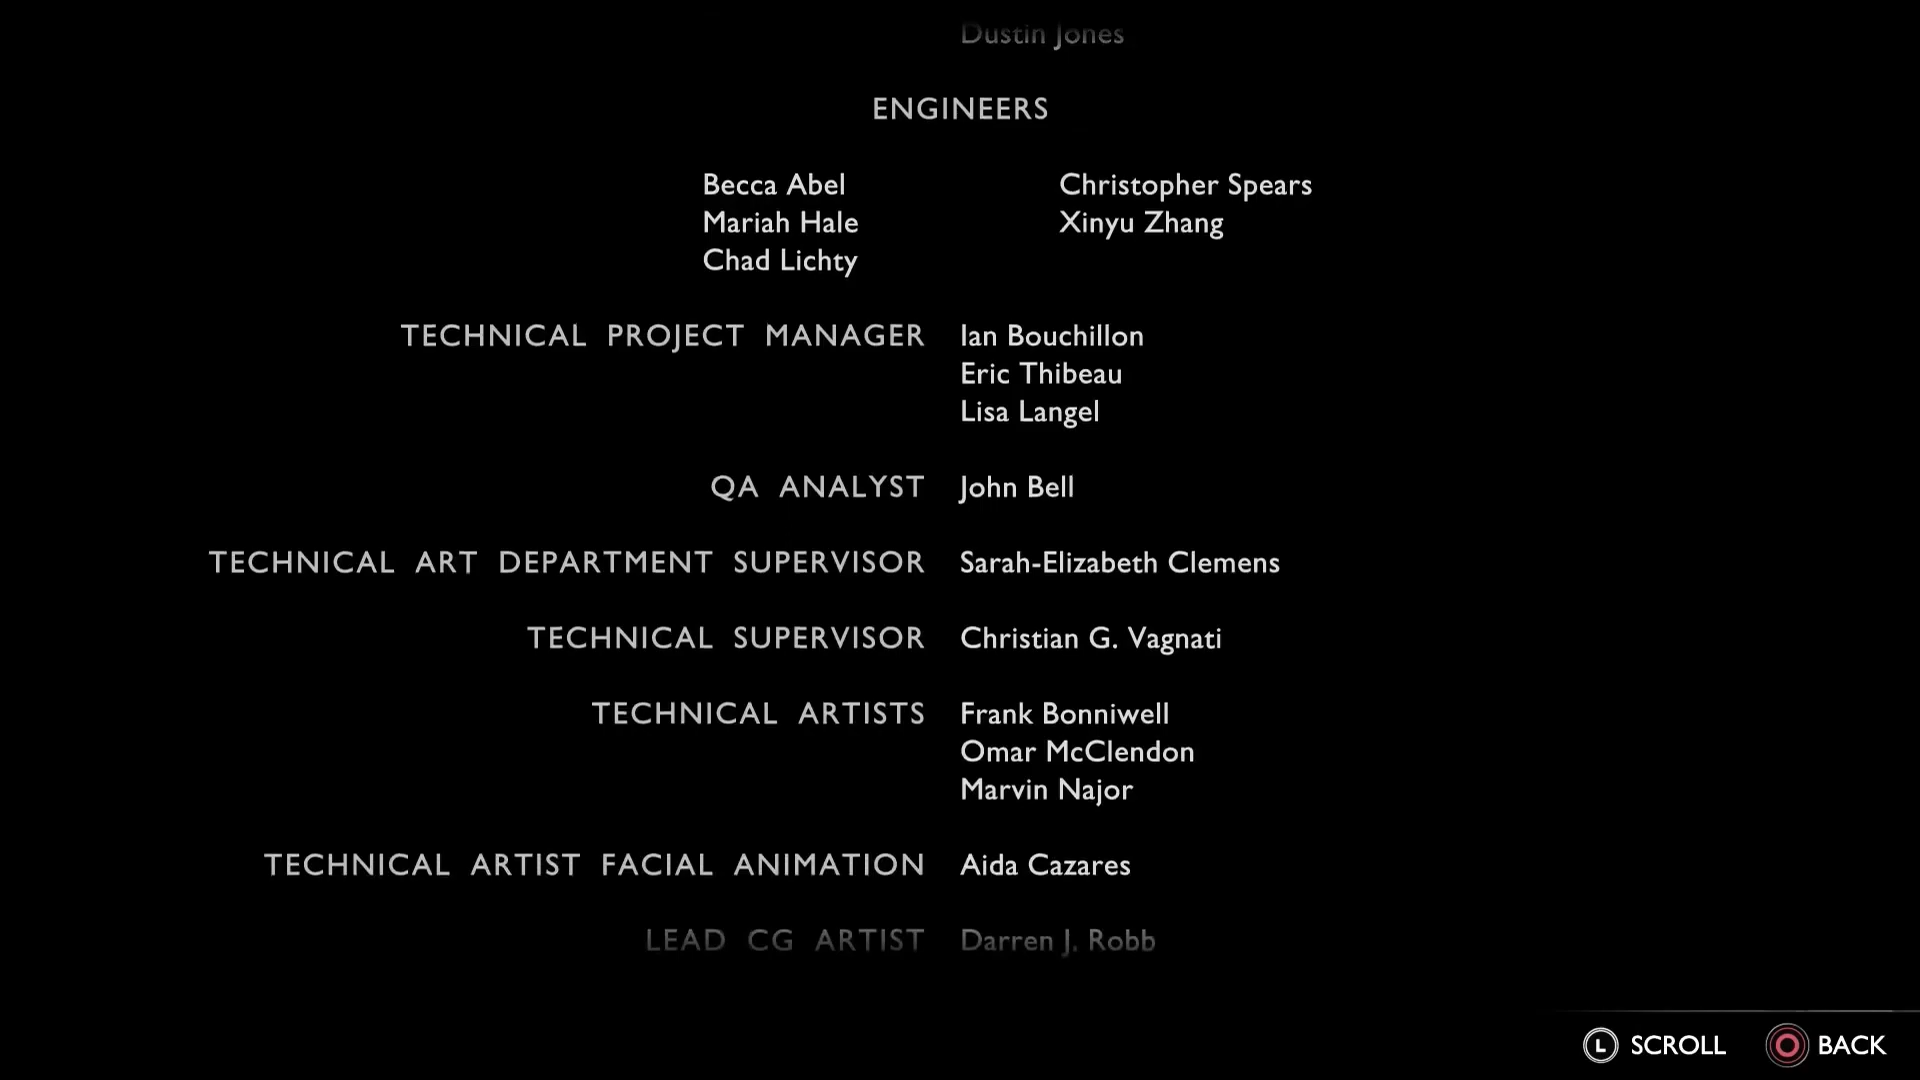 Dustin Jones
ENGINEERS
Becca Abel Christopher Spears
Mariah Hale Xinyu Zhang
Chad Lichty
TECHNICAL PROJECT MANAGER Ian Bouchillon
Eric Thibeau
Lisa Langel
QA ANALYST John Bell
TECHNICAL ART DEPARTMENT SUPERVISOR Sarah-Elizabeth Clemens
TECHNICAL SUPERVISOR Christian G. Vagnati
TECHNICAL ARTISTS Frank Bonniwell
Omar McClendon
Marvin Najor
TECHNICAL ARTIST FACIAL ANIMATION Aida Cazares
LEAD CG ARTIST Darren J. Robb
L SCROLL BACK